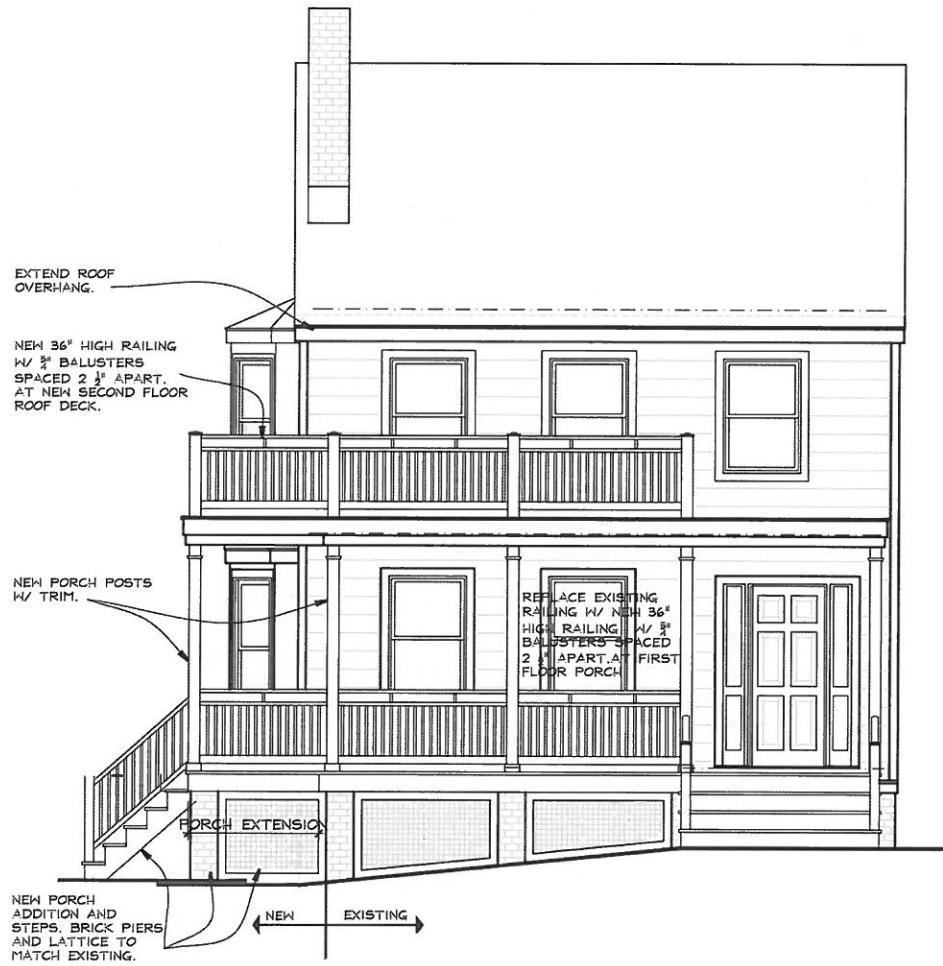 EXTEND ROOF
OVERHANG.
NEW 36" HIGH RAILING
W/ 5/4" BALUSTERS
SPACED 2 1/2" APART.
AT NEW SECOND FLOOR
ROOF DECK.
NEW PORCH POSTS
W/ TRIM.
REPLACE EXISTING
RAILING W/ NEW 36"
HIGH RAILING W/ 5/4"
BALUSTERS SPACED
2 1/2" APART. AT FIRST
FLOOR PORCH
PORCH EXTENSION
NEW PORCH
ADDITION AND
STEPS. BRICK PIERS
AND LATTICE TO
MATCH EXISTING.
NEW
EXISTING